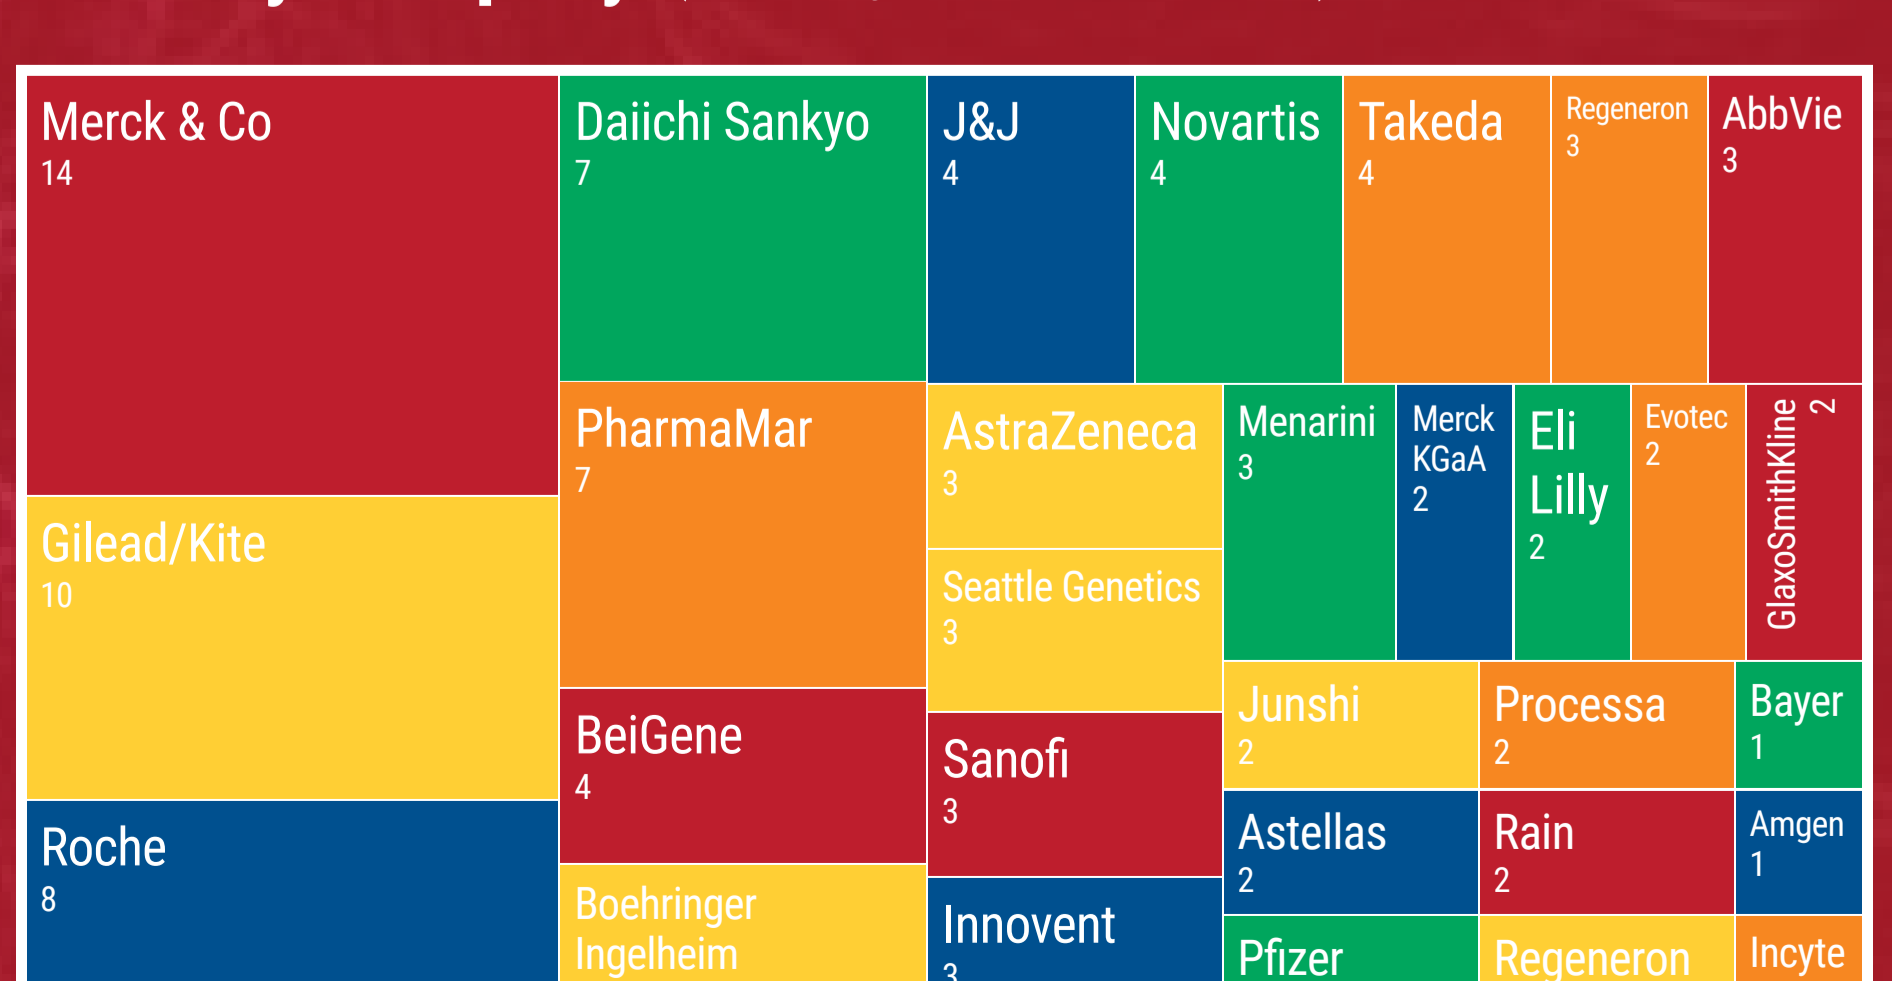 Merck & Co
14
Gilead/Kite
10
Roche
8
Daiichi Sankyo
7
PharmaMar
7
BeiGene
4
Boehringer
Ingelheim
J&J
4
Novartis
4
Takeda
4
Regeneron
3
AbbVie
3
AstraZeneca
3
Seattle Genetics
3
Sanofi
3
Innovent
3
Menarini
3
Merck
KGaA
2
Eli
Lilly
2
Evotec
2
GlaxoSmithKline
2
Junshi
2
Processa
2
Bayer
1
Astellas
2
Rain
2
Amgen
1
Pfizer
Regeneron
Incyte